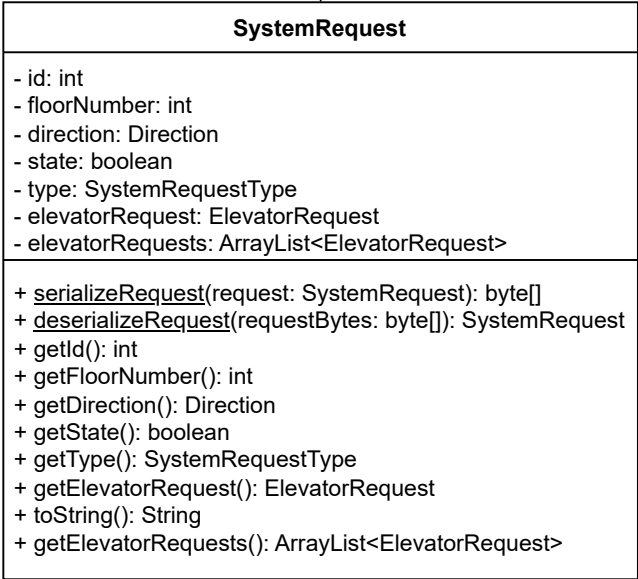 SystemRequest
- id: int
- floorNumber: int
- direction: Direction
- state: boolean
- type: SystemRequestType
- elevatorRequest: ElevatorRequest
- elevatorRequests: ArrayList<ElevatorRequest>
+ serializeRequest(request: SystemRequest): byte[]
+ deserializeRequest(requestBytes: byte[]): SystemRequest
+ getId(): int
+ getFloorNumber(): int
+ getDirection(): Direction
+ getState(): boolean
+ getType(): SystemRequestType
+ getElevatorRequest(): ElevatorRequest
+ toString(): String
+ getElevatorRequests(): ArrayList<ElevatorRequest>